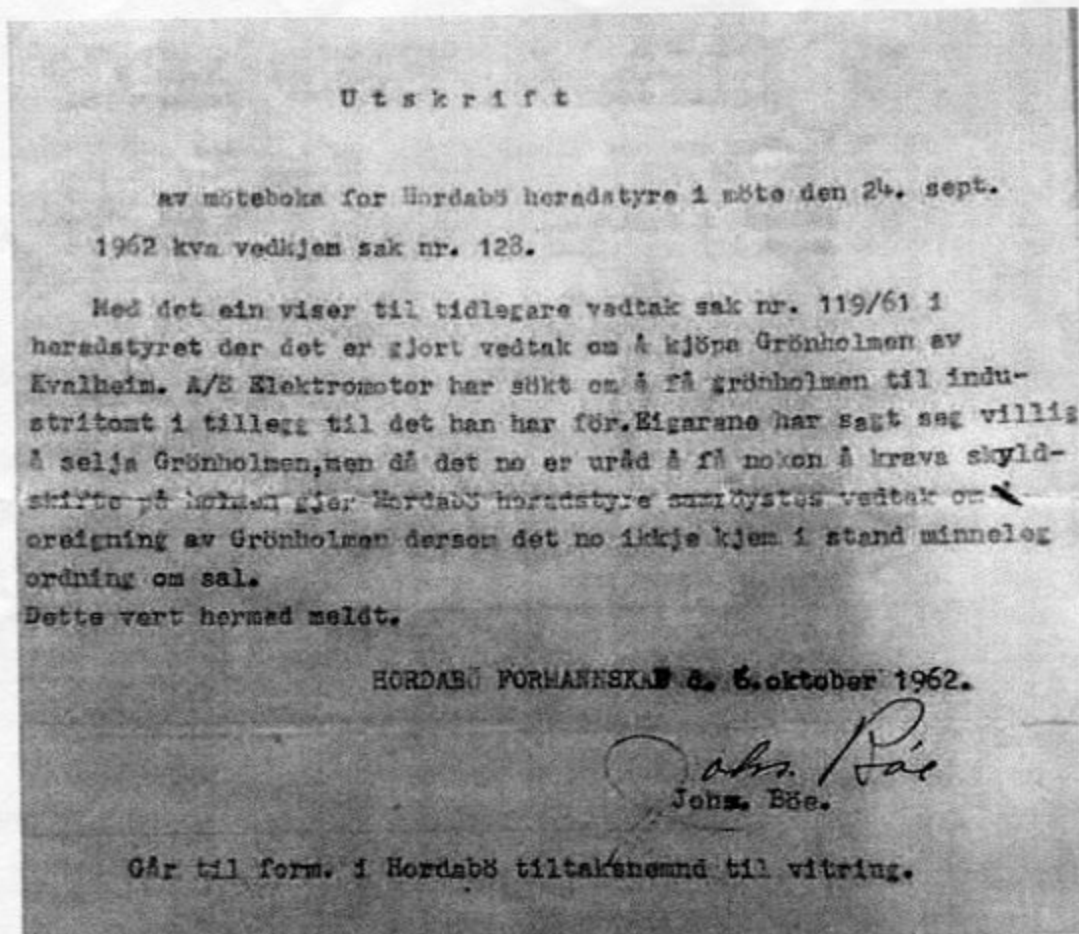 Utskrift
av möteboka for Hordabö heradstyre i möte den 24. sept.
1962 kva vedkjem sak nr. 128.
Med det ein viser til tidlegare vedtak sak nr. 119/61 i
heradstyret der det er gjort vedtak om å kjöpa Grönholmen av
Kvalheim. A/S Elektromotor har sökt om å få grönholmen til indu-
stritomt i tillegg til det han har för.Eigarane har sagt seg villig
å selja Grönholmen,men då det no er uråd å få nokon å krava skyld-
skifte på holmen gjer Hordabö heradstyre samröystes vedtak om
oreigning av Grönholmen dersom det no ikkje kjem i stand minneleg
ordning om sal.
Dette vert hermed meldt.
HORDABÖ FORMANNSKAP d. 6.oktober 1962.
Johs. Böe
Johs. Böe.
Går til form. i Hordabö tiltaksnemnd til vitring.